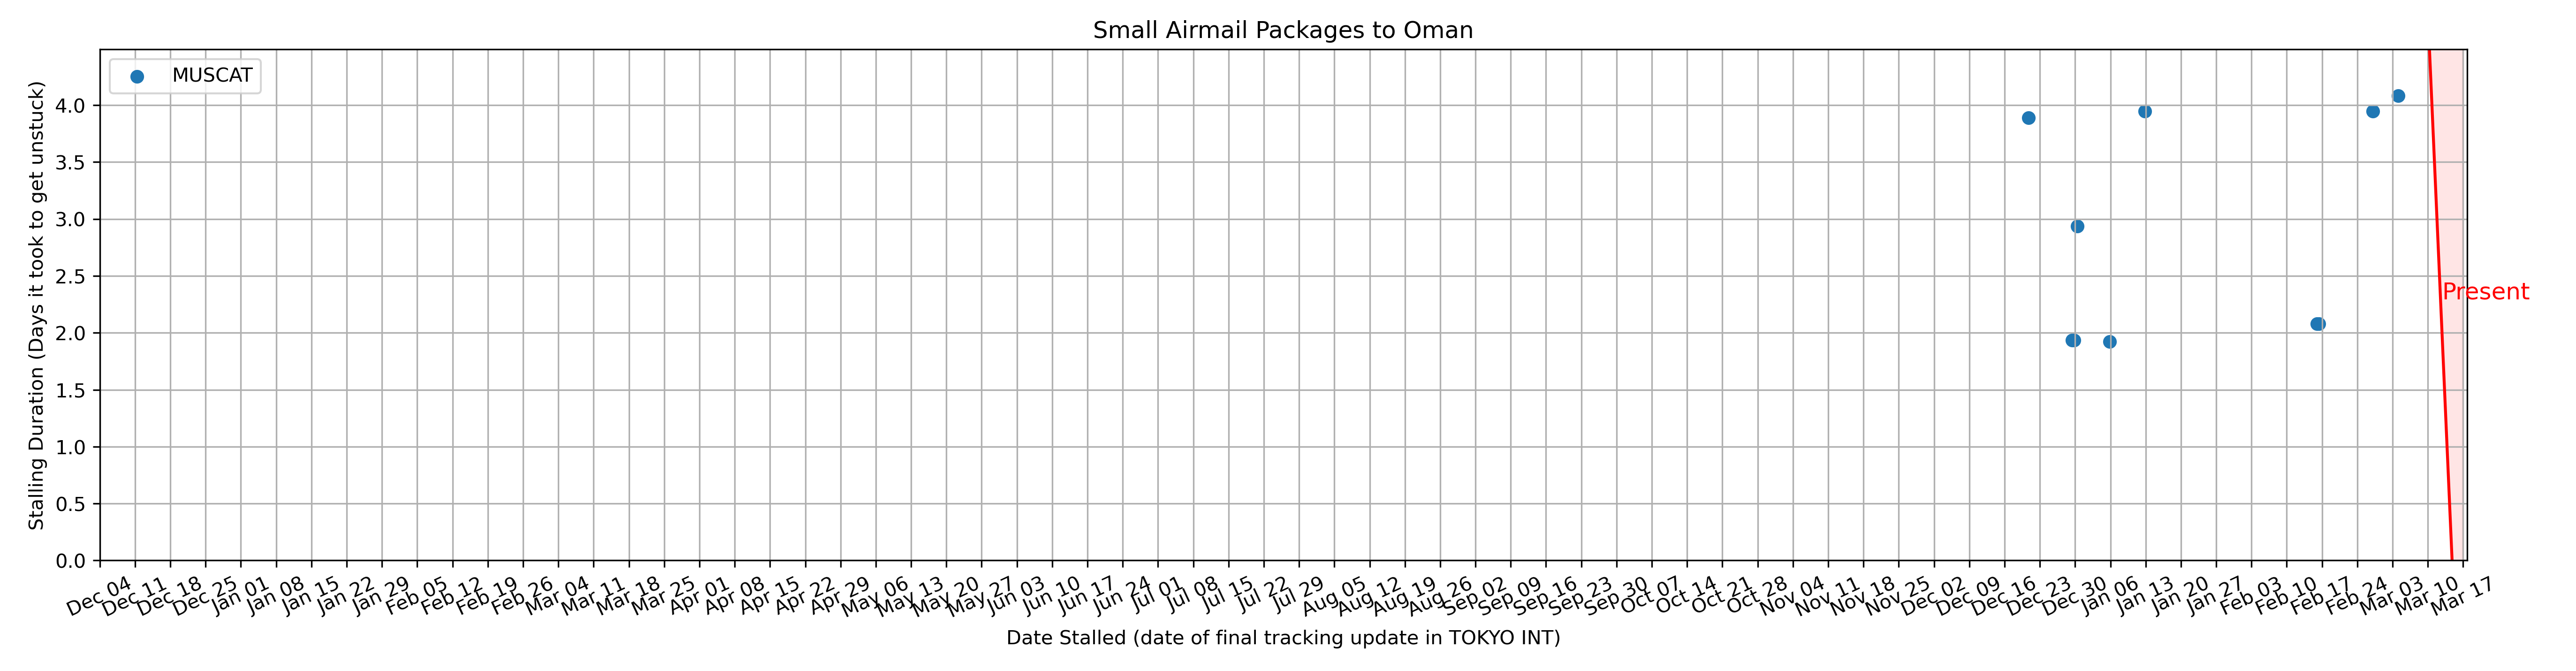 Small Airmail Packages to Oman
MUSCAT
Stalling Duration (Days it took to get unstuck)
4.0
3.5
3.0
2.5
2.0
1.5
1.0
0.5
0.0
Present
Dec 04 Dec 11 Dec 18 Dec 25 Jan 01 Jan 08 Jan 15 Jan 22 Jan 29 Feb 05 Feb 12 Feb 19 Feb 26 Mar 04 Mar 11 Mar 18 Mar 25 Apr 01 Apr 08 Apr 15 Apr 22 Apr 29 May 06 May 13 May 20 May 27 Jun 03 Jun 10 Jun 17 Jun 24 Jul 01 Jul 08 Jul 15 Jul 22 Jul 29 Aug 05 Aug 12 Aug 19 Aug 26 Sep 02 Sep 09 Sep 16 Sep 23 Sep 30 Oct 07 Oct 14 Oct 21 Oct 28 Nov 04 Nov 11 Nov 18 Nov 25 Dec 02 Dec 09 Dec 16 Dec 23 Dec 30 Jan 06 Jan 13 Jan 20 Jan 27 Feb 03 Feb 10 Feb 17 Feb 24 Mar 03 Mar 10 Mar 17
Date Stalled (date of final tracking update in TOKYO INT)